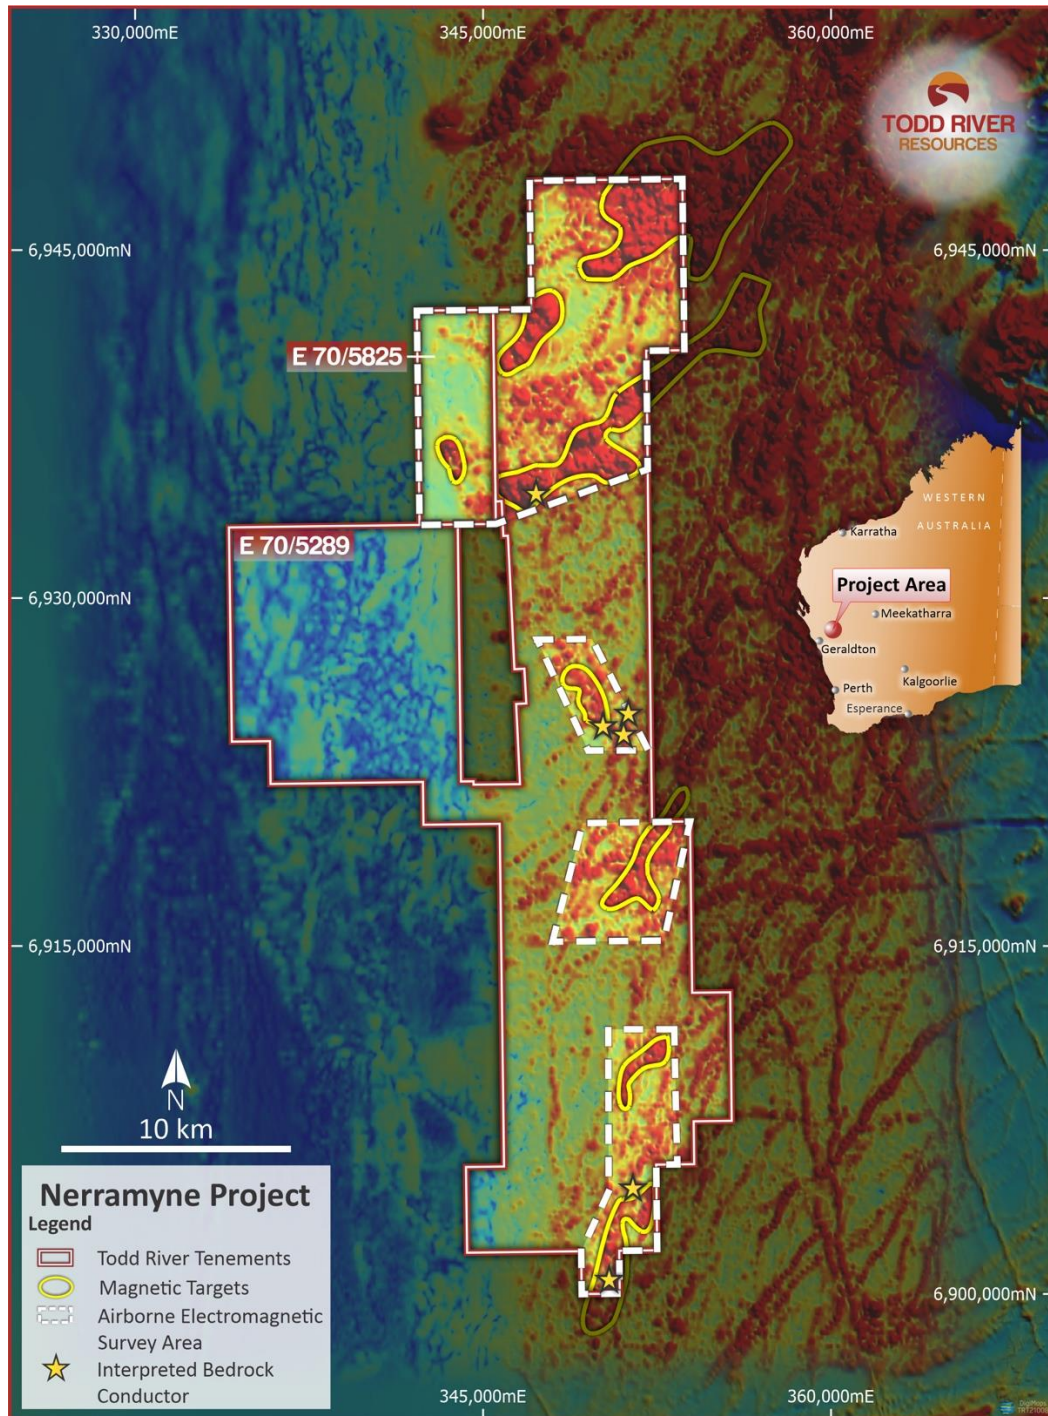 330,000mE
345,000mE
360,000mE
TODD RIVER
RESOURCES
6,945,000mN
6,945,000mN
E 70/5825
WESTERN
AUSTRALIA
Karratha
E 70/5289
Project Area
6,930,000mN
Meekatharra
Geraldton
Kalgoorlie
Perth
Esperance
6,915,000mN
6,915,000mN
N
10 km
Nerramyne Project
Legend
Todd River Tenements
Magnetic Targets
Airborne Electromagnetic
Survey Area
Interpreted Bedrock
Conductor
6,900,000mN
345,000mE
360,000mE
DigiMaps